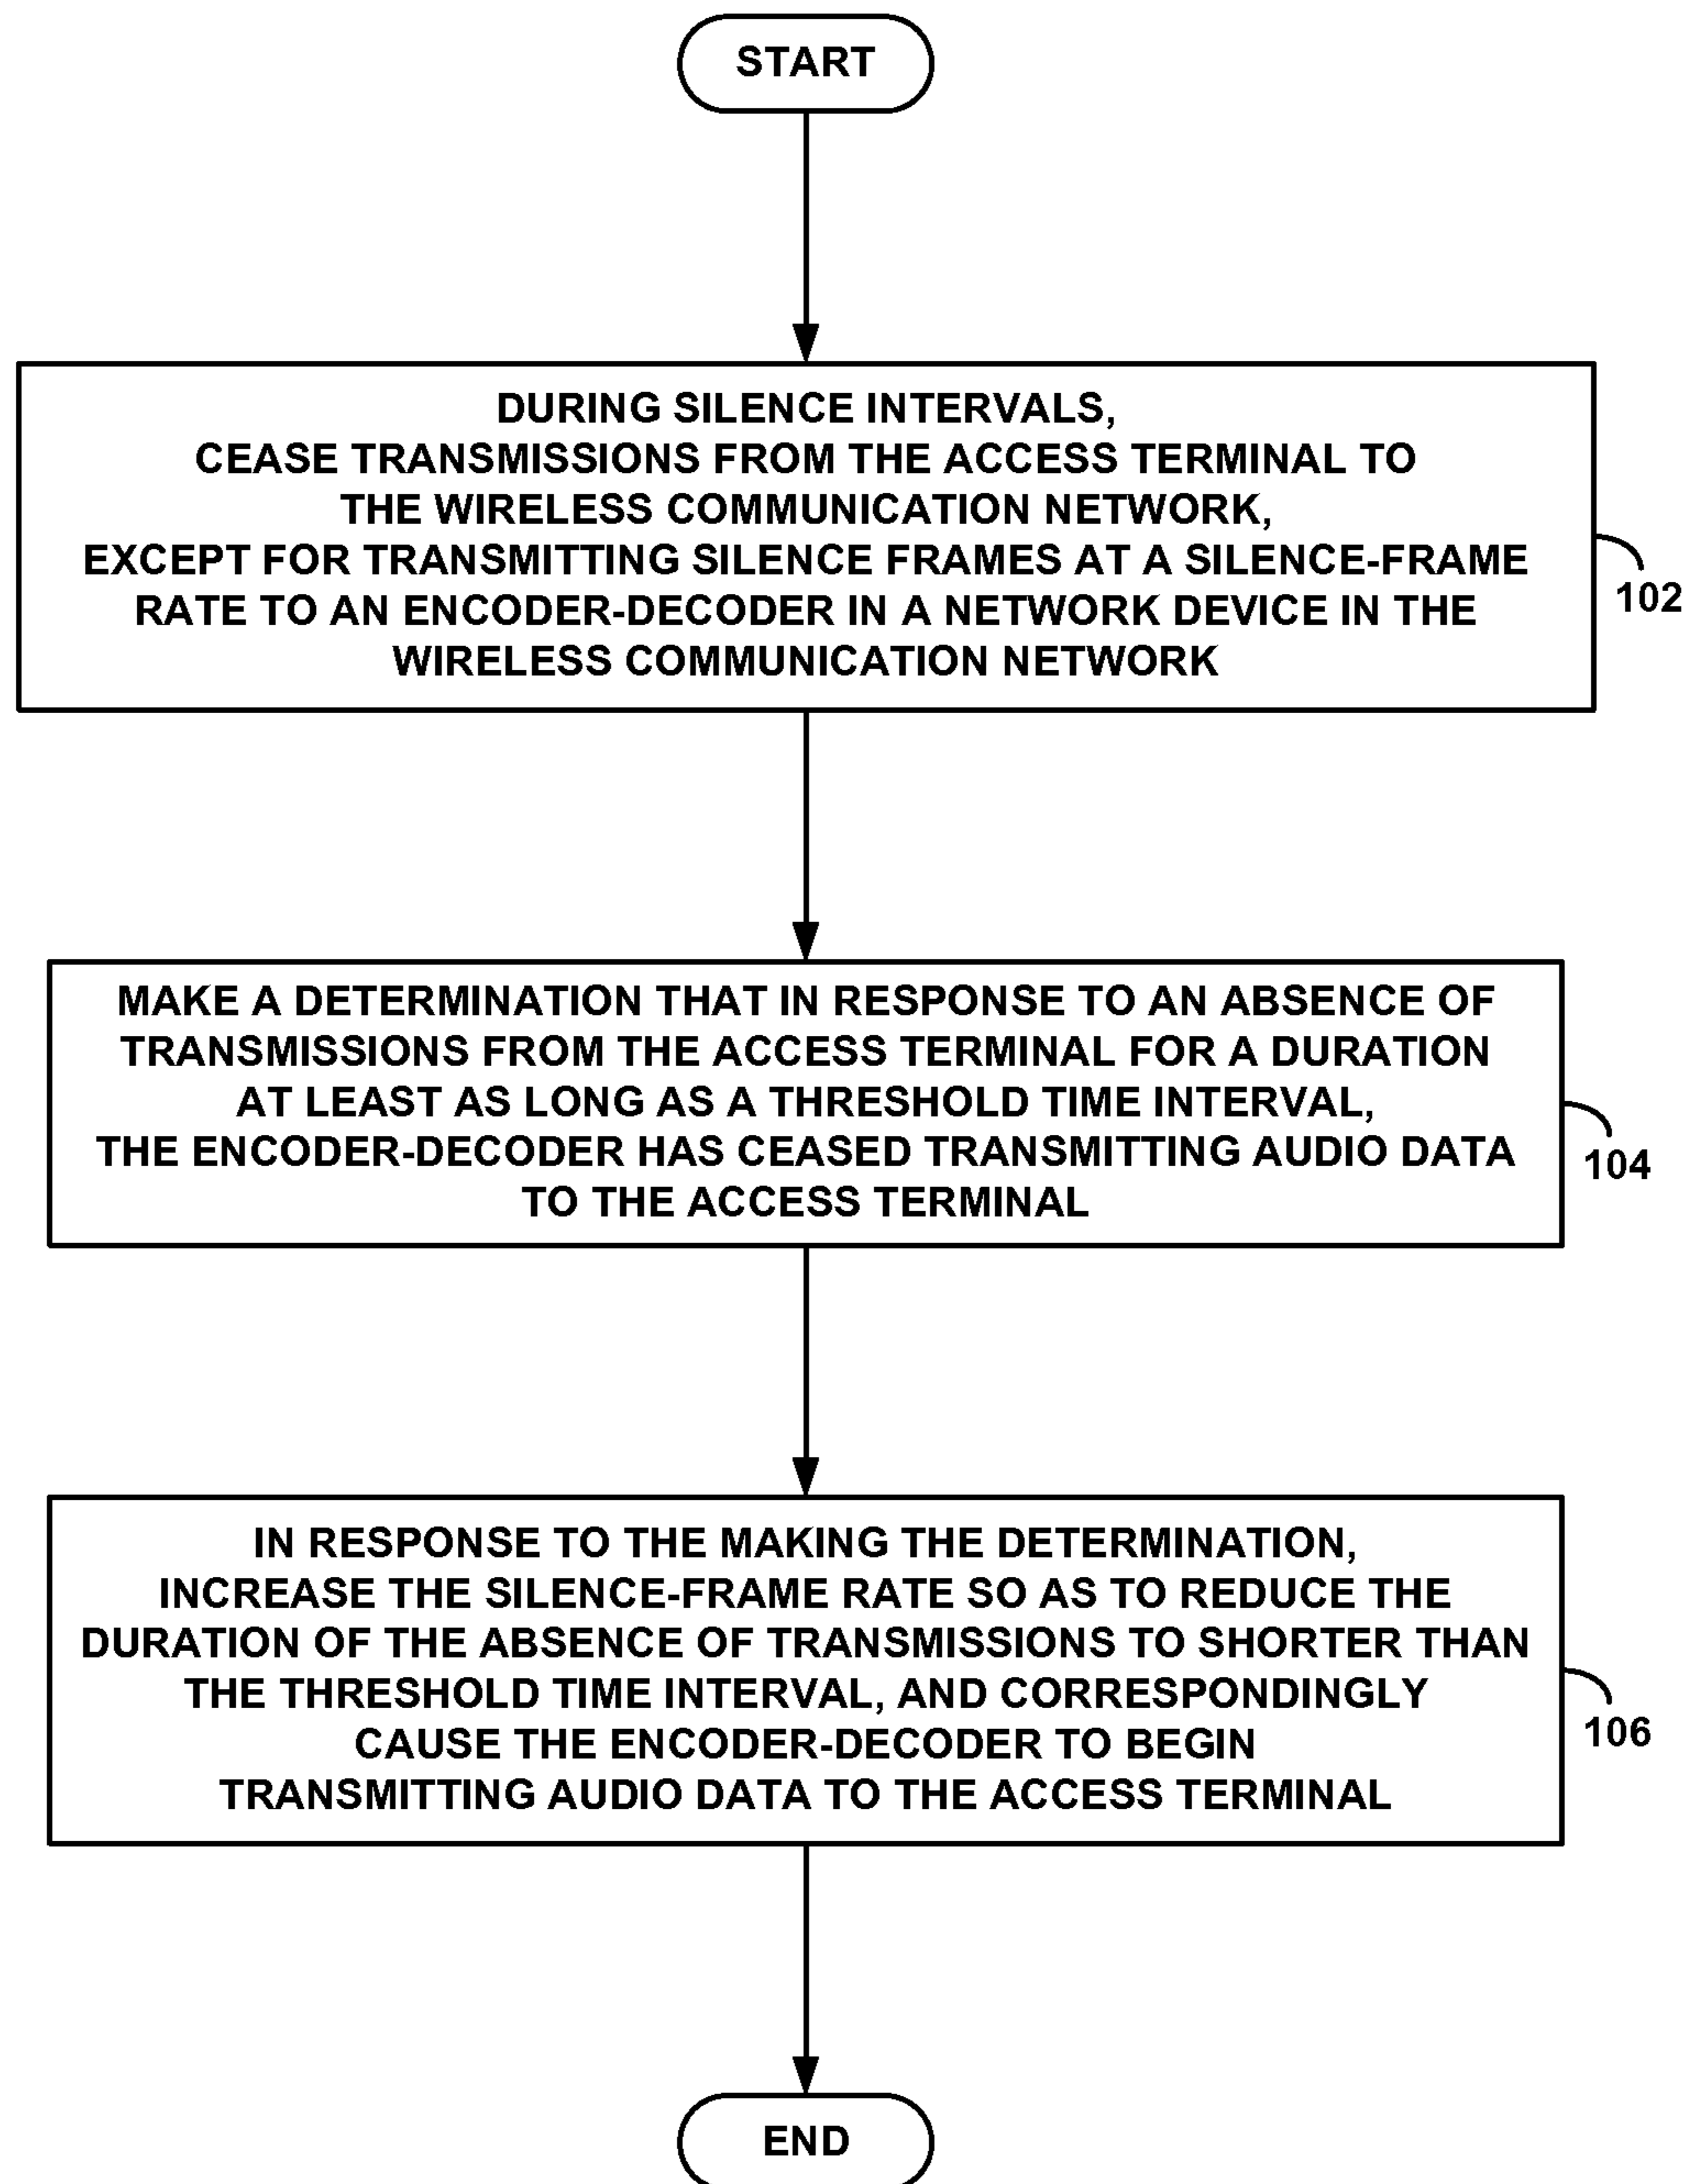 START
DURING SILENCE INTERVALS,
CEASE TRANSMISSIONS FROM THE ACCESS TERMINAL TO
THE WIRELESS COMMUNICATION NETWORK,
EXCEPT FOR TRANSMITTING SILENCE FRAMES AT A SILENCE-FRAME
RATE TO AN ENCODER-DECODER IN A NETWORK DEVICE IN THE
WIRELESS COMMUNICATION NETWORK
102
MAKE A DETERMINATION THAT IN RESPONSE TO AN ABSENCE OF
TRANSMISSIONS FROM THE ACCESS TERMINAL FOR A DURATION
AT LEAST AS LONG AS A THRESHOLD TIME INTERVAL,
THE ENCODER-DECODER HAS CEASED TRANSMITTING AUDIO DATA
TO THE ACCESS TERMINAL
104
IN RESPONSE TO THE MAKING THE DETERMINATION,
INCREASE THE SILENCE-FRAME RATE SO AS TO REDUCE THE
DURATION OF THE ABSENCE OF TRANSMISSIONS TO SHORTER THAN
THE THRESHOLD TIME INTERVAL, AND CORRESPONDINGLY
CAUSE THE ENCODER-DECODER TO BEGIN
TRANSMITTING AUDIO DATA TO THE ACCESS TERMINAL
106
END